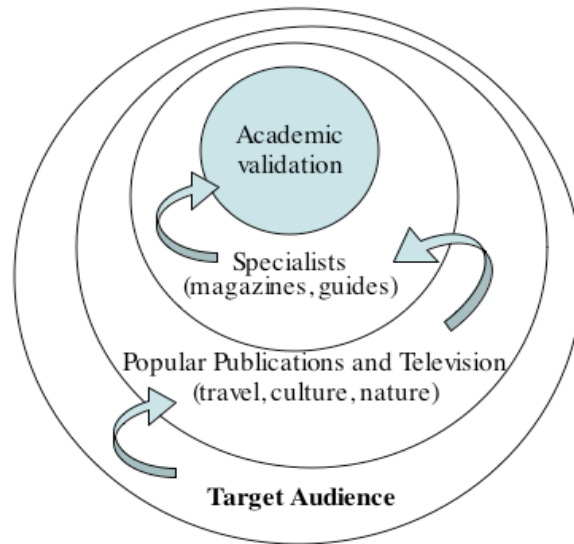 Academic
validation
Specialists
(magazines, guides)
Popular Publications and Television
(travel, culture, nature)
Target Audience